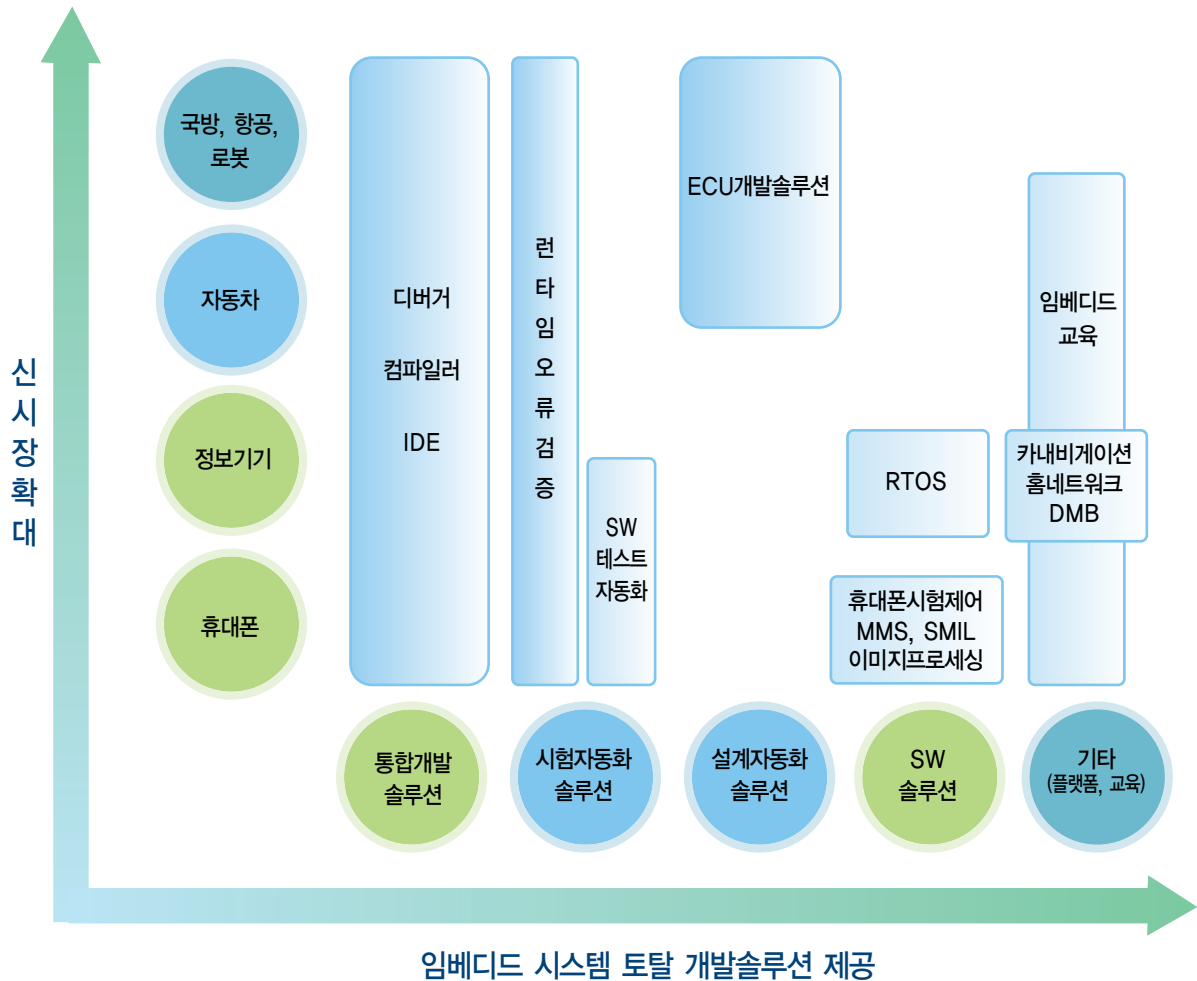 국방, 항공,
로봇
자동차
정보기기
휴대폰
신시장확대
디버거
컴파일러
IDE
런타임오류검증
SW
테스트
자동화
ECU개발솔루션
RTOS
휴대폰시험제어
MMS, SMIL
이미지프로세싱
임베디드
교육
카내비게이션
홈네트워크
DMB
통합개발
솔루션
시험자동화
솔루션
설계자동화
솔루션
SW
솔루션
기타
(플랫폼, 교육)
임베디드 시스템 토탈 개발솔루션 제공